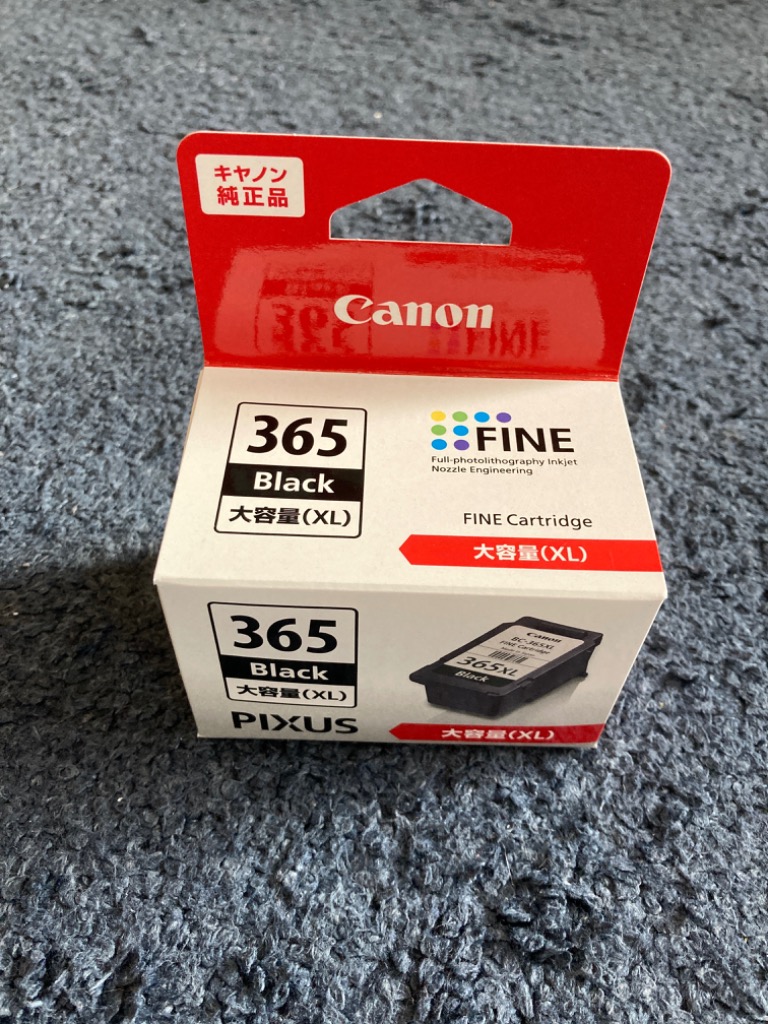 キヤノン
純正品
Canon
365
Black
大容量(XL)
FINE
Full-photolithography Inkjet
Nozzle Engineering
FINE Cartridge
大容量(XL)
365
Black
大容量(XL)
PIXUS
Canon
BC-365XL
FINE Cartridge
365XL
Black
大容量(XL)